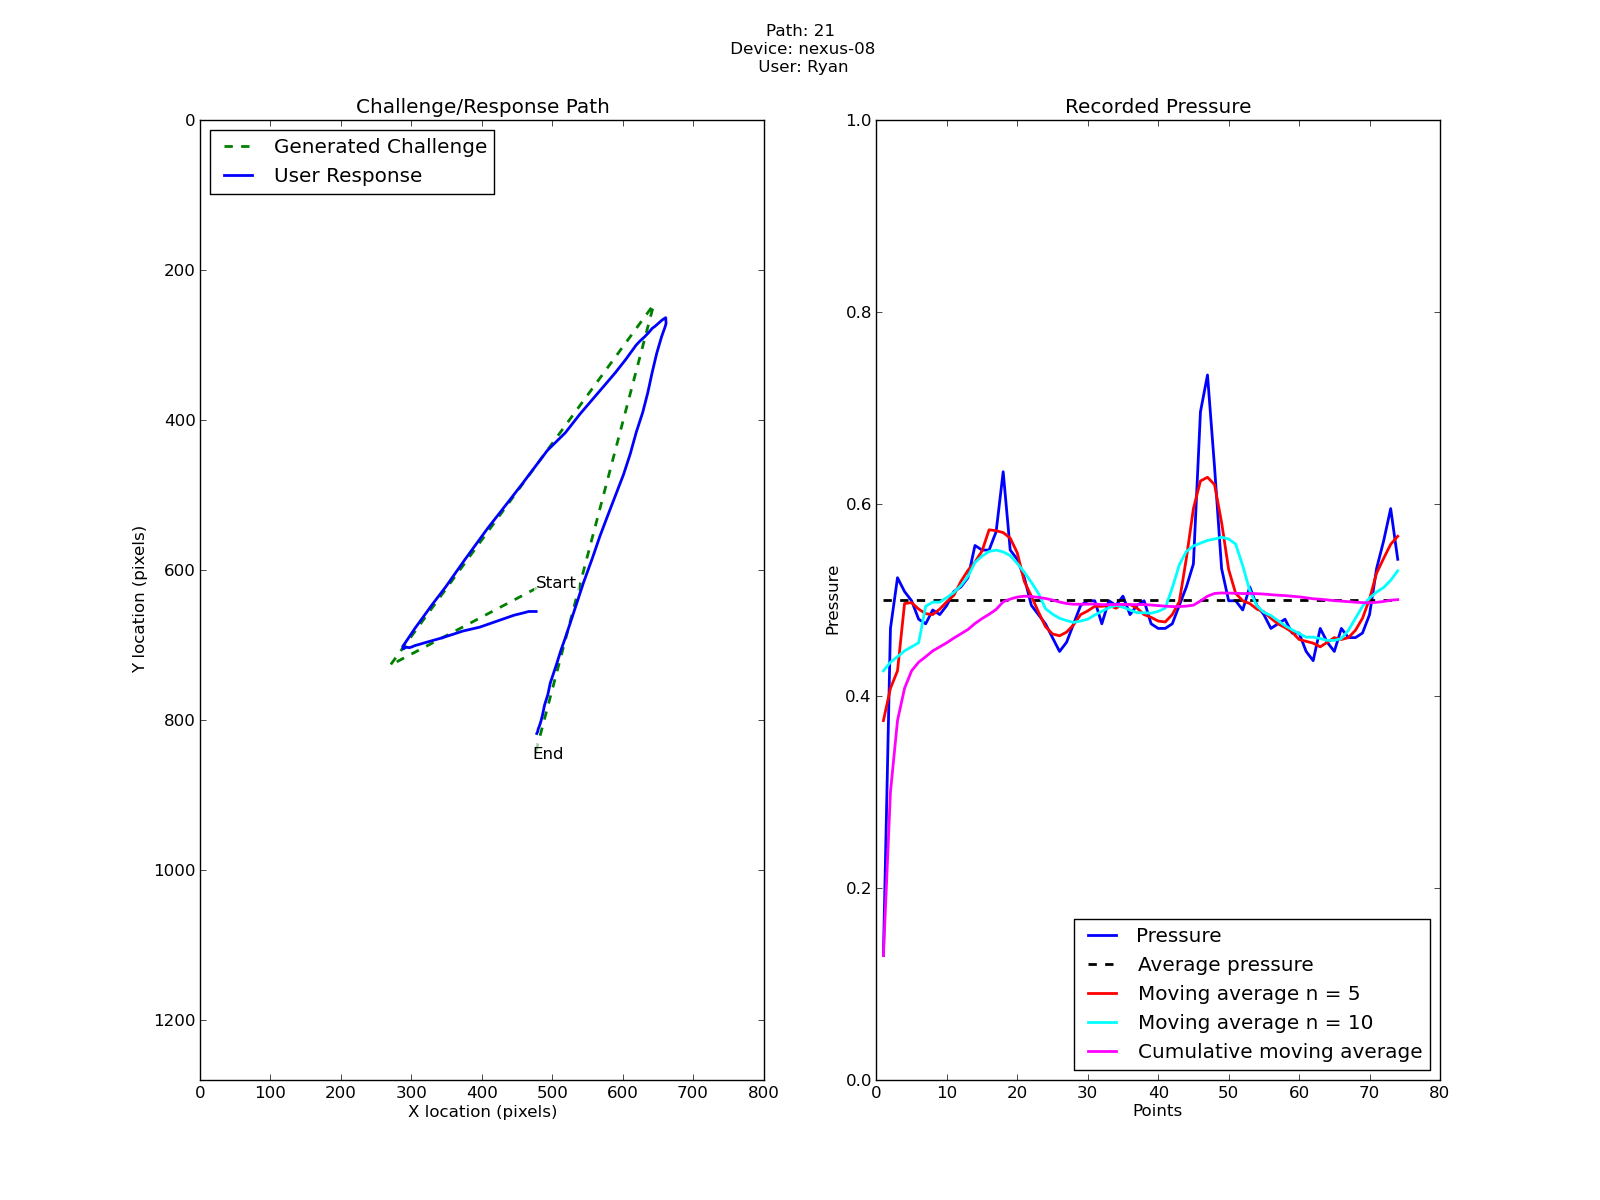 Path: 21
Device: nexus-08
User: Ryan
Challenge/Response Path
Generated Challenge
User Response
0
200
400
600
800
1000
1200
Y location (pixels)
Start
End
0 100 200 300 400 500 600 700 800
X location (pixels)
Recorded Pressure
1.0
0.8
0.6
0.4
0.2
0.0
Pressure
Pressure
Average pressure
Moving average n = 5
Moving average n = 10
Cumulative moving average
0 10 20 30 40 50 60 70 80
Points